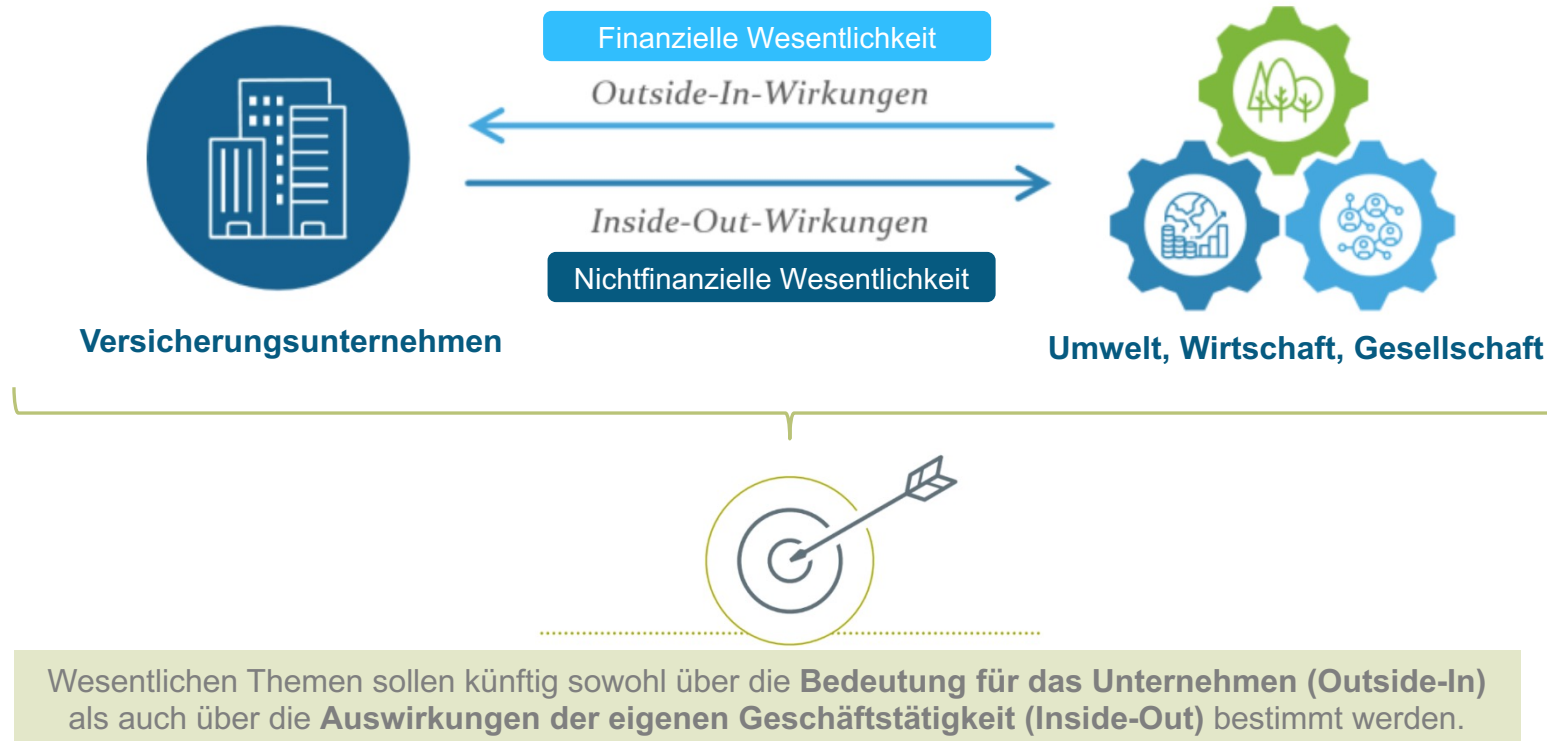 Finanzielle Wesentlichkeit
Outside-In-Wirkungen
Inside-Out-Wirkungen
Nichtfinanzielle Wesentlichkeit
Versicherungsunternehmen
Umwelt, Wirtschaft, Gesellschaft
Wesentlichen Themen sollen künftig sowohl über die Bedeutung für das Unternehmen (Outside-In)
als auch über die Auswirkungen der eigenen Geschäftstätigkeit (Inside-Out) bestimmt werden.